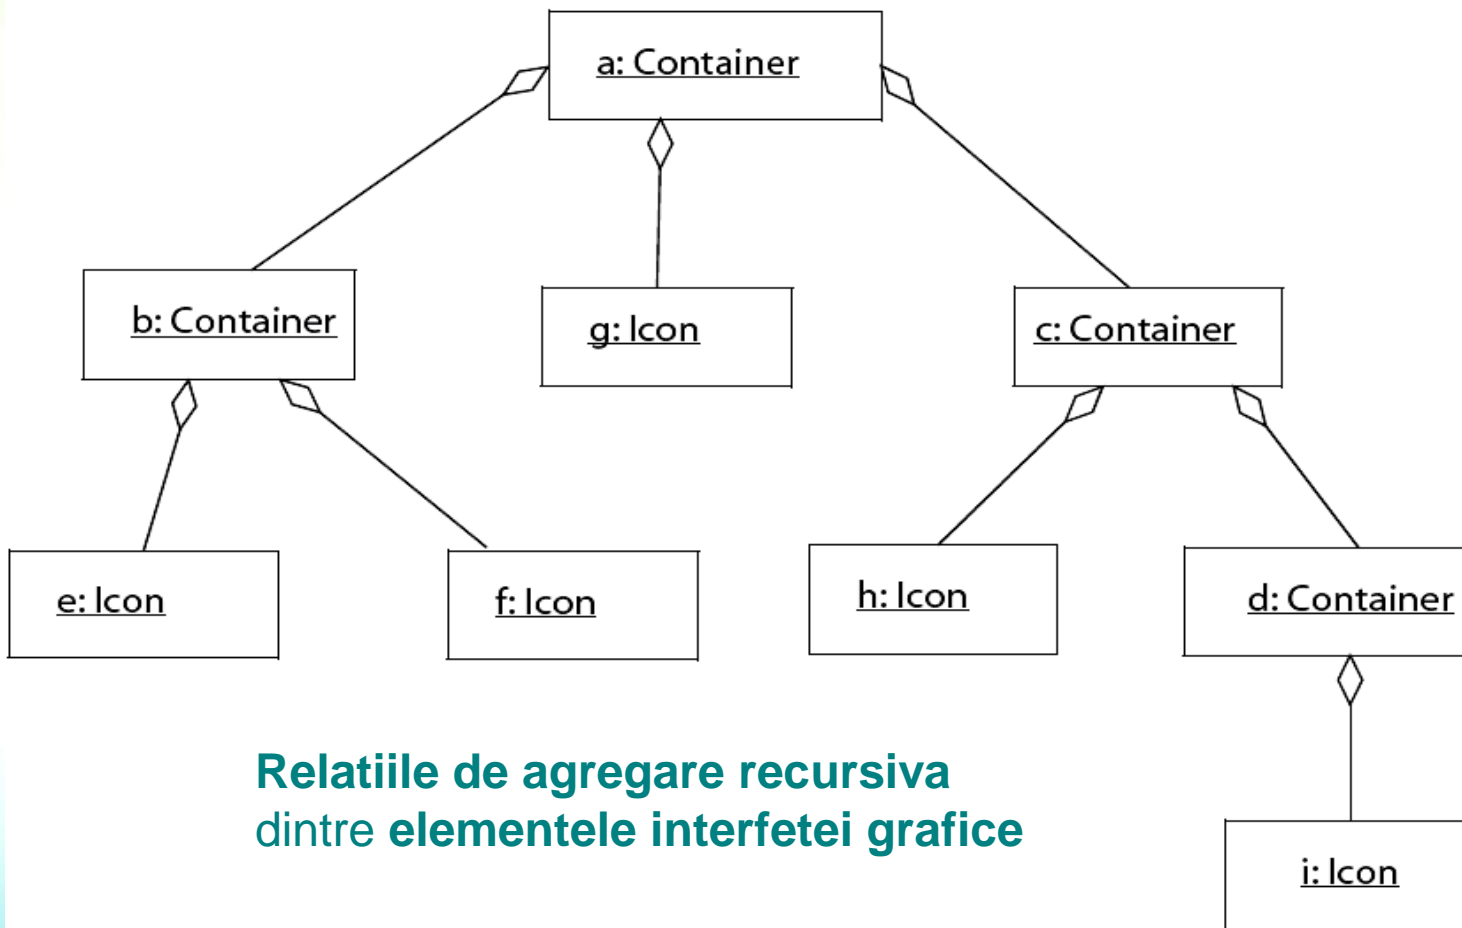 a: Container
b: Container
g: Icon
c: Container
e: Icon
f: Icon
h: Icon
d: Container
Relatiile de agregare recursiva
dintre elementele interfetei grafice
i: Icon